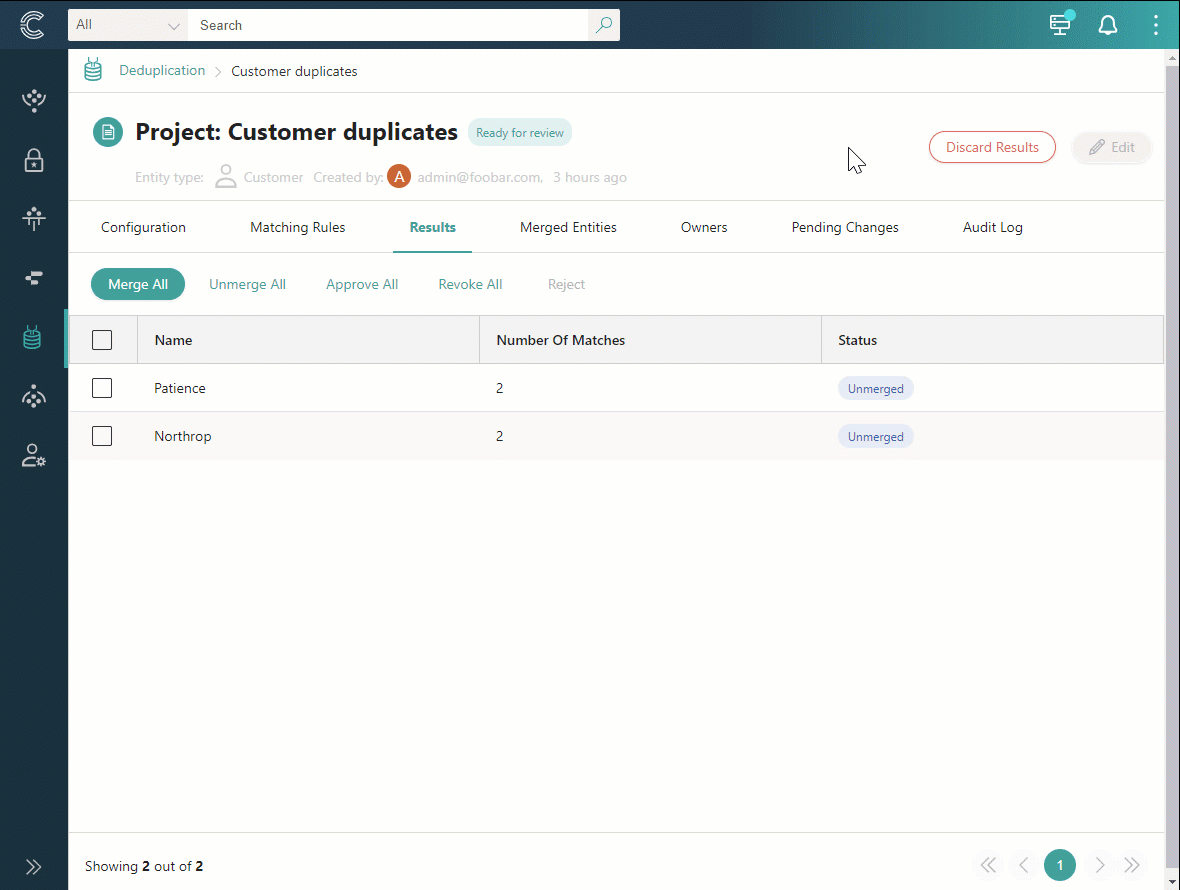 All Search
Deduplication Customer duplicates
Project: Customer duplicates Ready for review
Discard Results Edit
Entity type: Customer Created by: A admin@foobar.com, 3 hours ago
Configuration Matching Rules Results Merged Entities Owners Pending Changes Audit Log
Merge All Unmerge All Approve All Revoke All Reject
Name Number Of Matches Status
Patience 2 Unmerged
Northrop 2 Unmerged
Showing 2 out of 2 1